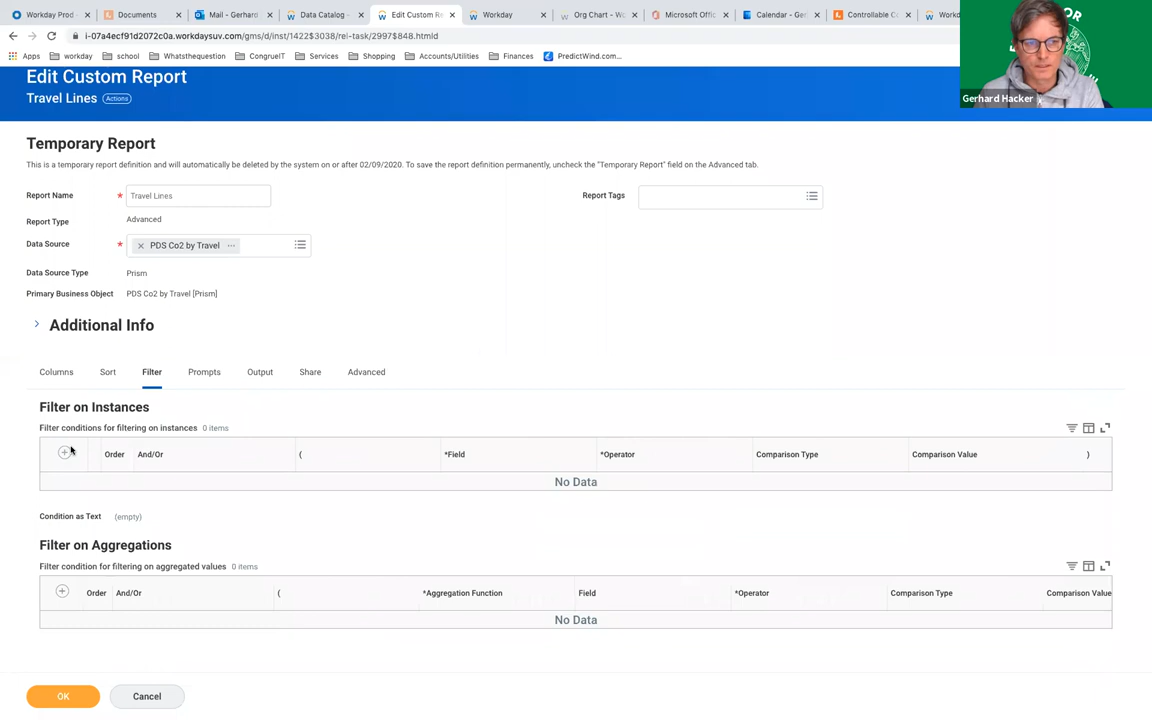 Workday Prod -
Documents
Mail - Gerhard
Data Catalog -
Edit Custom Re
Workday
Org Chart - Wo
Microsoft Offic
Calendar - Ger
Controllable Co
Workd
i-07a4ecf91d2072c0a.workdaysuv.com/gms/d/inst/1422$3038/rel-task/2997$848.htmld
Apps
workday
school
Whatsthequestion
CongrueIT
Services
Shopping
Accounts/Utilities
Finances
PredictWind.com...
Edit Custom Report
Travel Lines
Actions
Gerhard Hacker
Temporary Report
This is a temporary report definition and will automatically be deleted by the system on or after 02/09/2020. To save the report definition permanently, uncheck the "Temporary Report" field on the Advanced tab.
Report Name * Travel Lines
Report Tags
Report Type Advanced
Data Source * PDS Co2 by Travel
Data Source Type Prism
Primary Business Object PDS Co2 by Travel [Prism]
Additional Info
Columns Sort Filter Prompts Output Share Advanced
Filter on Instances
Filter conditions for filtering on instances 0 items
Order And/Or ( *Field *Operator Comparison Type Comparison Value )
No Data
Condition as Text (empty)
Filter on Aggregations
Filter condition for filtering on aggregated values 0 items
Order And/Or ( *Aggregation Function Field *Operator Comparison Type Comparison Value
No Data
OK Cancel